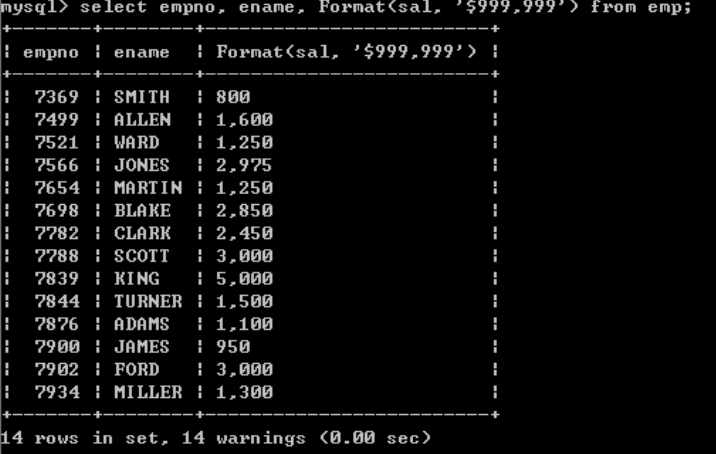 mysql> select empno, ename, Format(sal, '$999,999') from emp;
+-------+--------+-------------------------+
| empno | ename  | Format(sal, '$999,999') |
+-------+--------+-------------------------+
|  7369 | SMITH  | 800                     |
|  7499 | ALLEN  | 1,600                   |
|  7521 | WARD   | 1,250                   |
|  7566 | JONES  | 2,975                   |
|  7654 | MARTIN | 1,250                   |
|  7698 | BLAKE  | 2,850                   |
|  7782 | CLARK  | 2,450                   |
|  7788 | SCOTT  | 3,000                   |
|  7839 | KING   | 5,000                   |
|  7844 | TURNER | 1,500                   |
|  7876 | ADAMS  | 1,100                   |
|  7900 | JAMES  | 950                     |
|  7902 | FORD   | 3,000                   |
|  7934 | MILLER | 1,300                   |
+-------+--------+-------------------------+
14 rows in set, 14 warnings (0.00 sec)